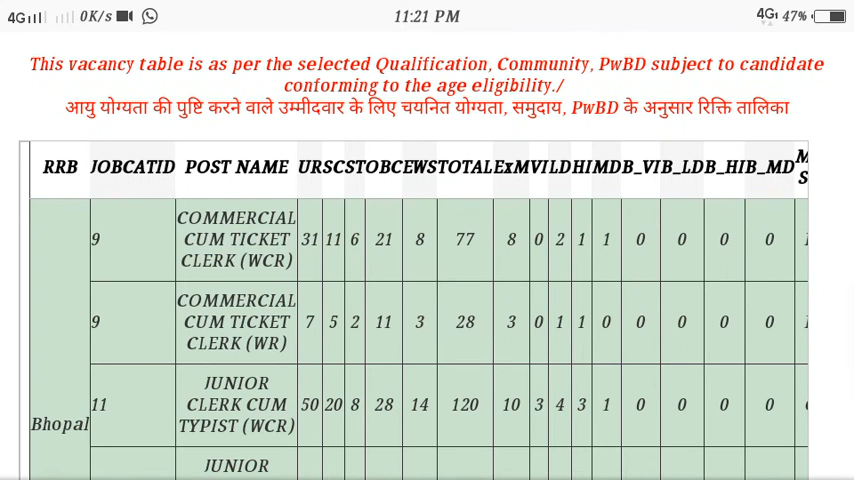 4G 0K/s 11:21 PM 4G 47%
This vacancy table is as per the selected Qualification, Community, PwBD subject to candidate
conforming to the age eligibility./
आयु योग्यता की पुष्टि करने वाले उम्मीदवार के लिए चयनित योग्यता, समुदाय, PwBD के अनुसार रिक्ति तालिका
RRB JOBCATID POST NAME UR SC ST OBC EWS TOTAL ExM VI LD HI MD B_VI B_LD B_HI B_MD
COMMERCIAL
9 CUM TICKET 31 11 6 21 8 77 8 0 2 1 1 0 0 0 0
CLERK (WCR)
COMMERCIAL
9 CUM TICKET 7 5 2 11 3 28 3 0 1 1 0 0 0 0 0
CLERK (WR)
JUNIOR
11 CLERK CUM 50 20 8 28 14 120 10 3 4 3 1 0 0 0 0
Bhopal TYPIST (WCR)
JUNIOR